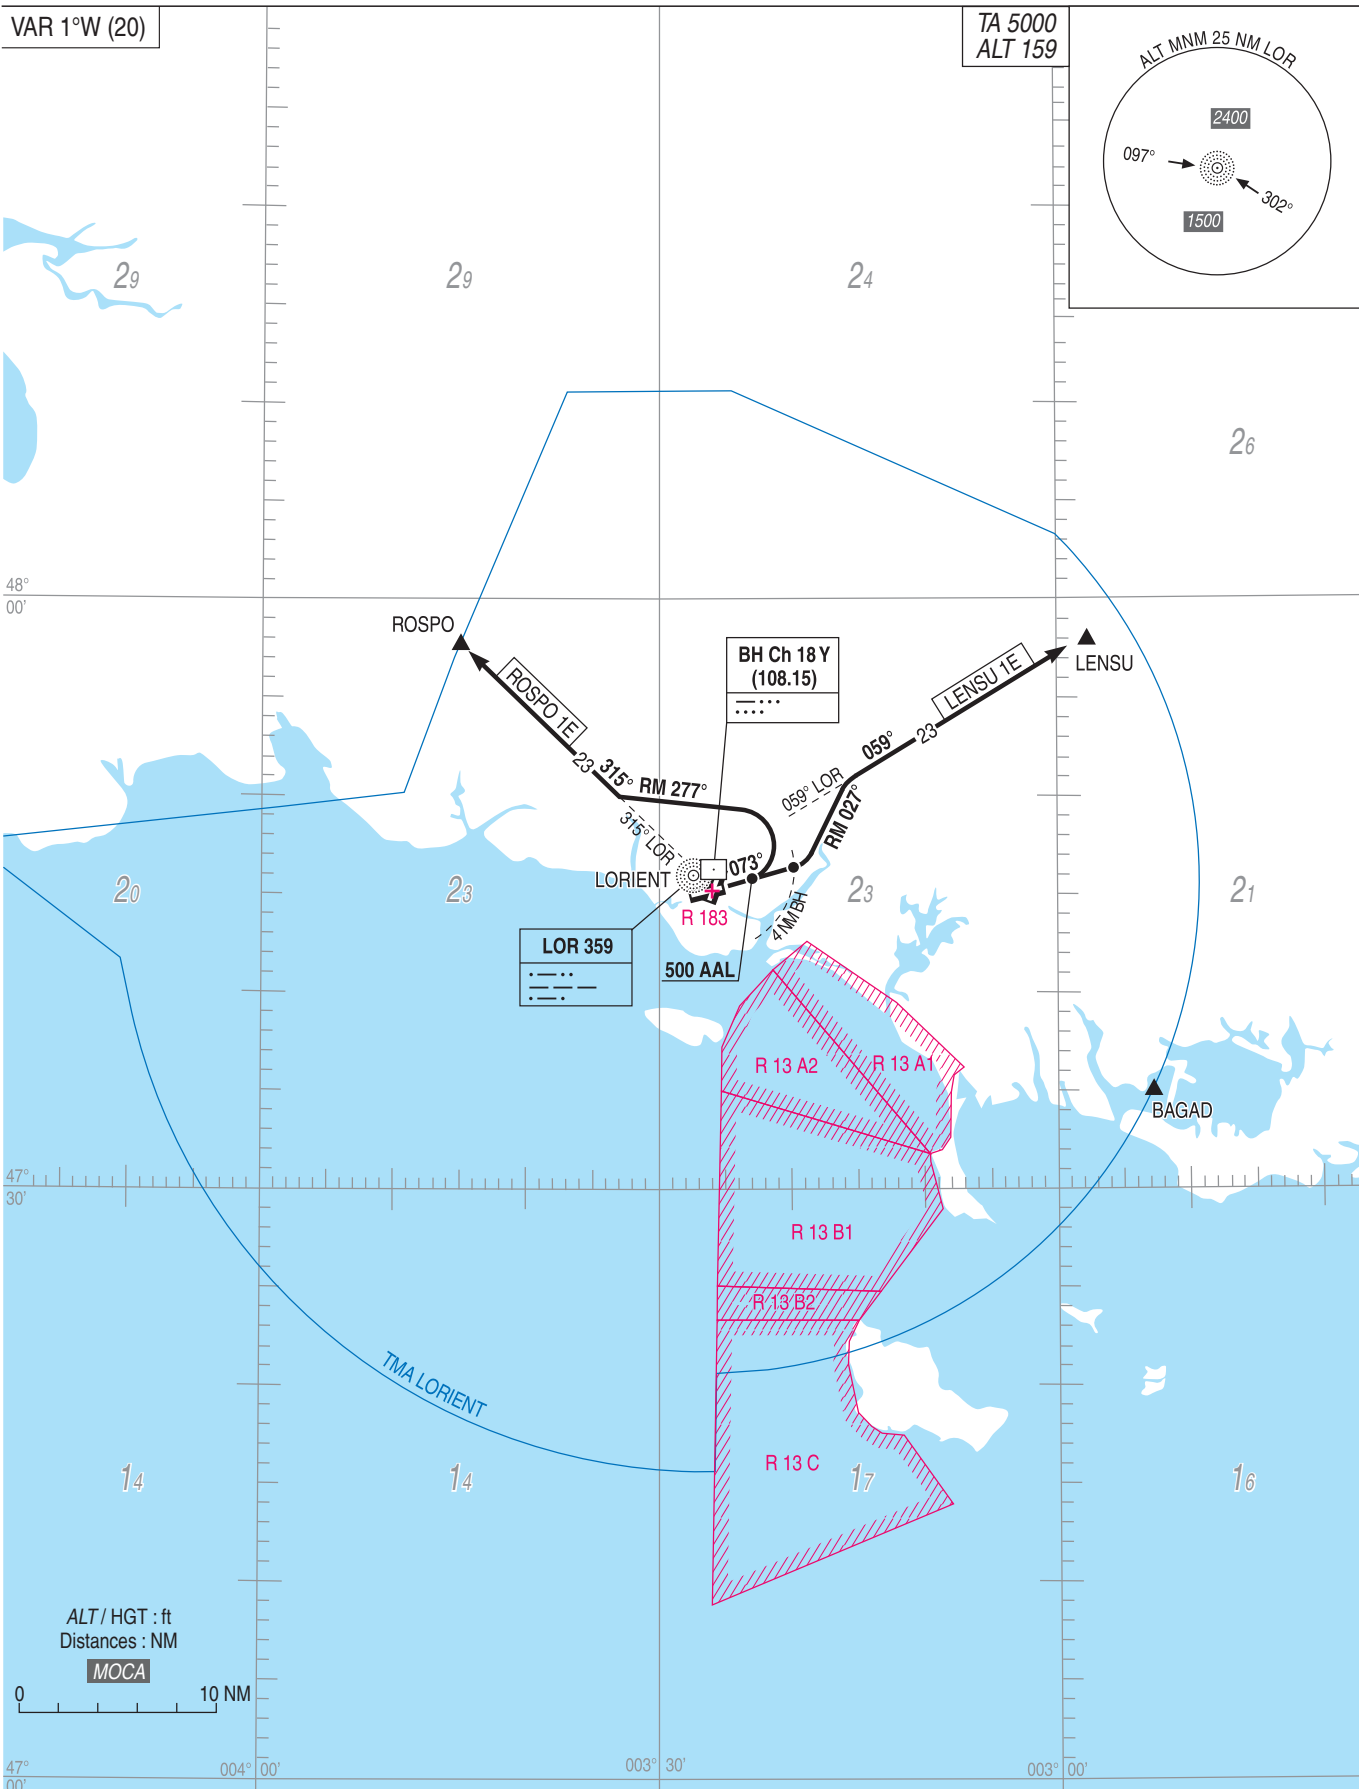 VAR 1°W (20)
TA 5000
ALT 159
ALT MNM 25 NM LOR
2400
097°
302°
1500
29
29
24
26
48°
00'
ROSPO
LENSU
BH Ch 18 Y
(108.15)
ROSPO 1E
LENSU 1E
23
23
315°
RM 277°
059°
059° LOR
RM 027°
315° LOR
073°
LORIENT
R 183
4 NM BH
20
23
23
21
LOR 359
500 AAL
R 13 A2
R 13 A1
BAGAD
47°
30'
R 13 B1
R 13 B2
TMA LORIENT
R 13 C
14
14
17
16
ALT / HGT : ft
Distances : NM
MOCA
0
10 NM
47°
00'
004° 00'
003° 30'
003° 00'